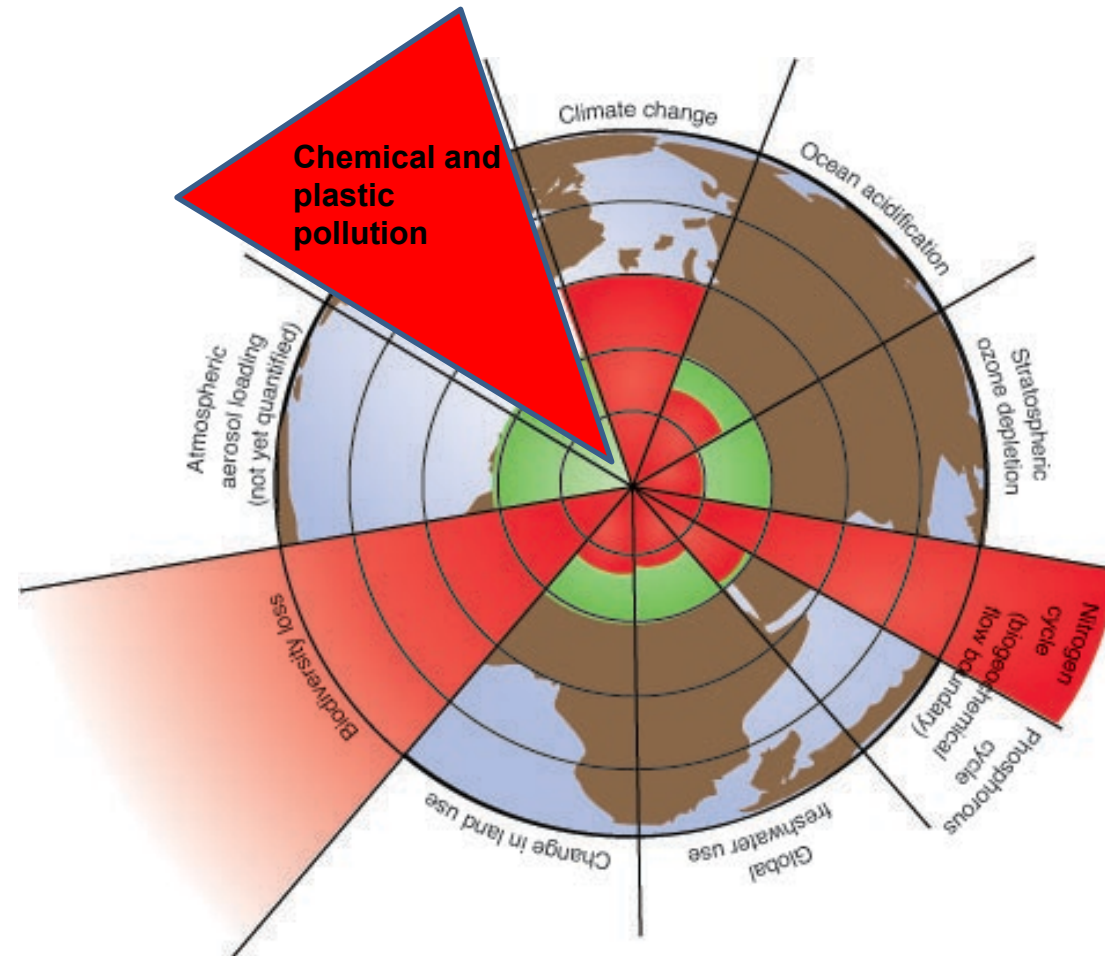 Chemical and
plastic
pollution
Climate change
Ocean acidification
Stratospheric
ozone depletion
Nitrogen
cycle
(biogeochemical
flow boundary)
Phosphorous
cycle
Global
freshwater use
Change in land use
Biodiversity loss
Atmospheric
aerosol loading
(not yet quantified)